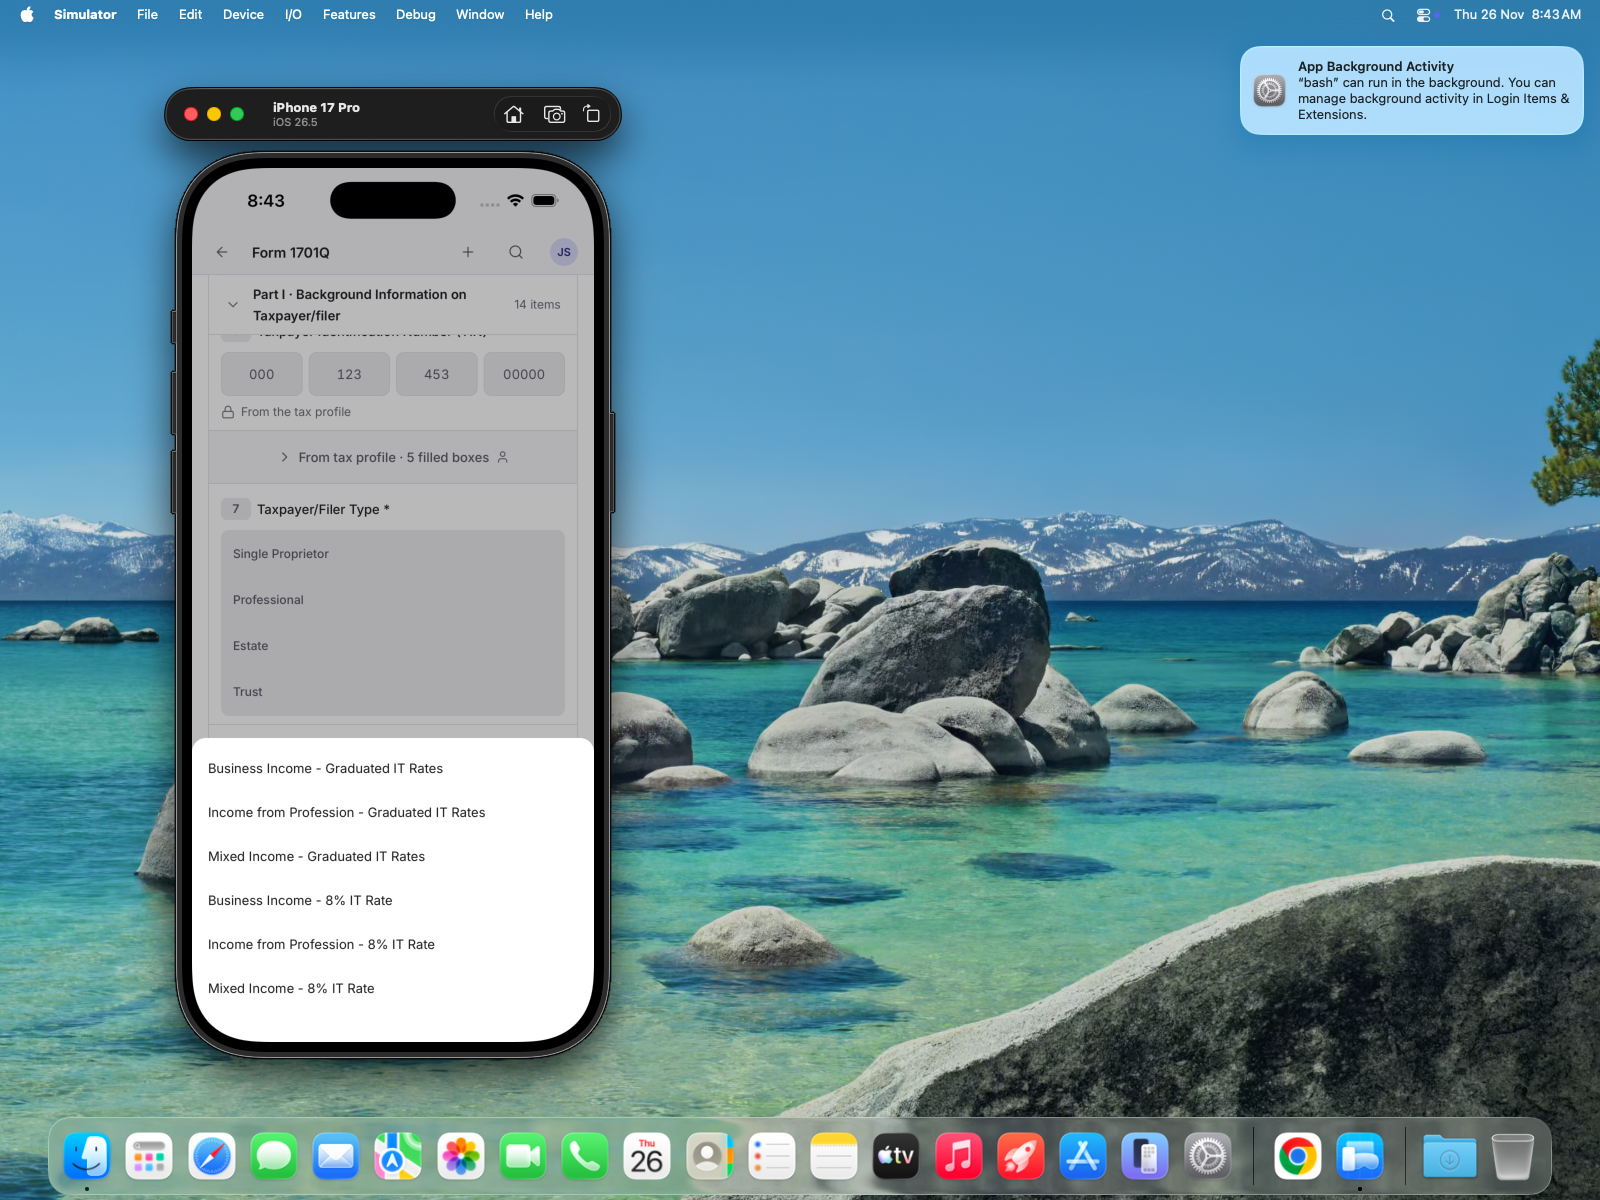 Simulator File Edit Device I/O Features Debug Window Help
Thu 26 Nov 8:43 AM
App Background Activity
“bash” can run in the background. You can
manage background activity in Login Items &
Extensions.
iPhone 17 Pro
iOS 26.5
8:43
Form 1701Q
JS
Part I · Background Information on
Taxpayer/filer
14 items
Taxpayer Identification Number (TIN)
000 123 453 00000
From the tax profile
From tax profile · 5 filled boxes
7 Taxpayer/Filer Type *
Single Proprietor
Professional
Estate
Trust
Business Income - Graduated IT Rates
Income from Profession - Graduated IT Rates
Mixed Income - Graduated IT Rates
Business Income - 8% IT Rate
Income from Profession - 8% IT Rate
Mixed Income - 8% IT Rate
Thu
26
tv